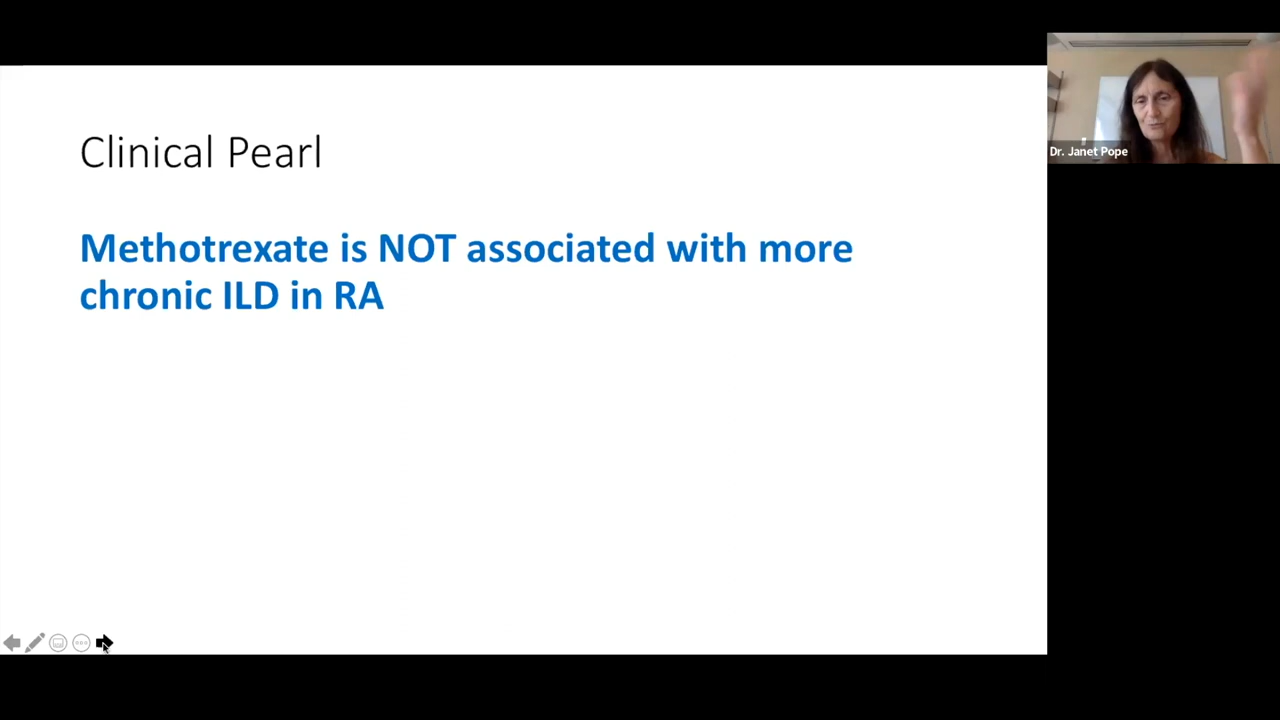 Clinical Pearl
Methotrexate is NOT associated with more
chronic ILD in RA
Dr. Janet Pope